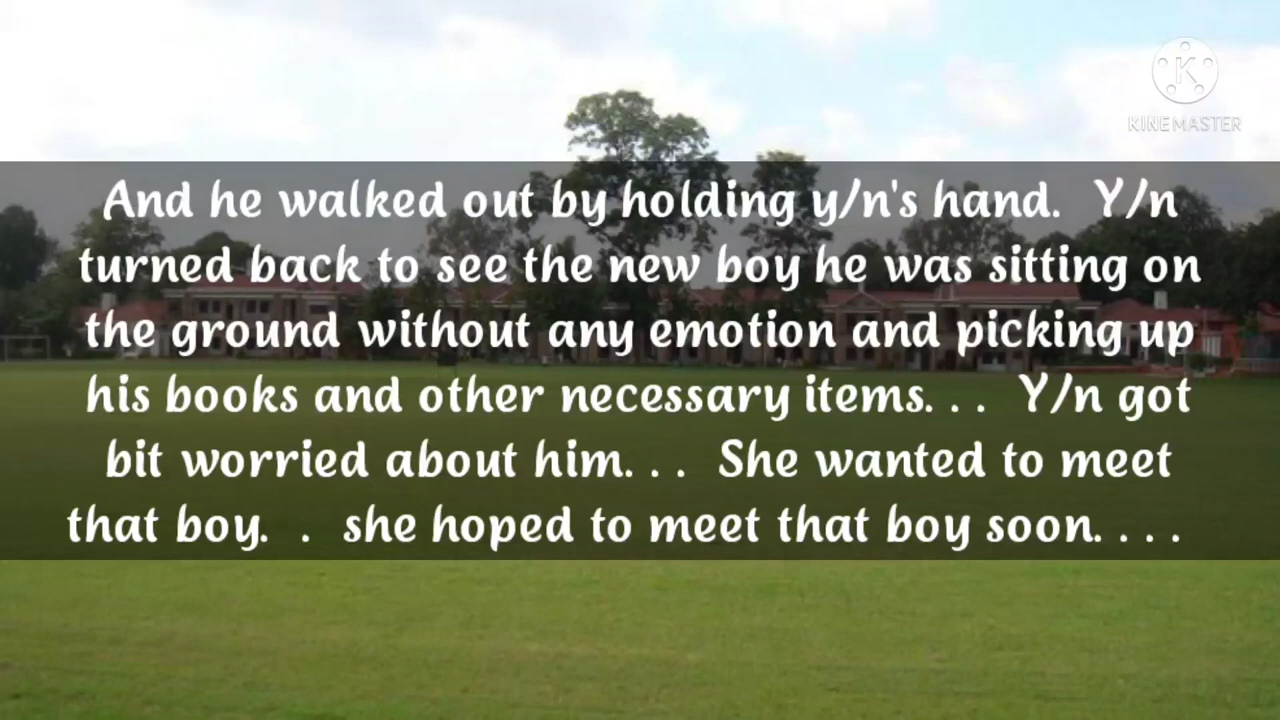 KINEMASTER
And he walked out by holding y/n's hand. Y/n
turned back to see the new boy he was sitting on
the ground without any emotion and picking up
his books and other necessary items. . . Y/n got
bit worried about him. . . She wanted to meet
that boy. . she hoped to meet that boy soon. . . .